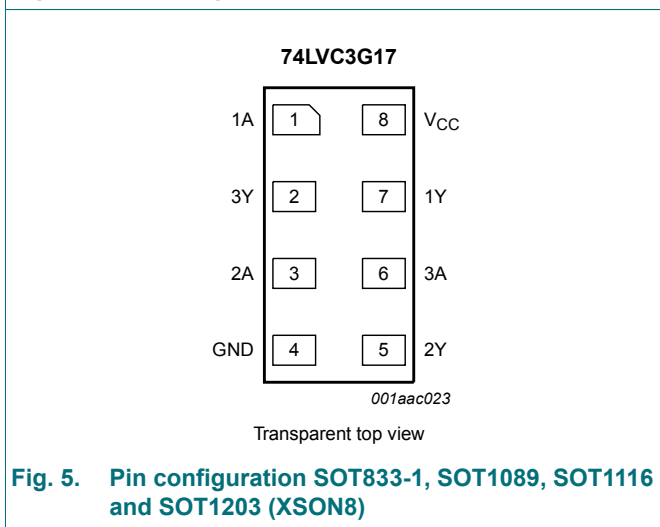 74LVC3G17
1A 1 8 VCC
3Y 2 7 1Y
2A 3 6 3A
GND 4 5 2Y
001aac023
Transparent top view
Fig. 5. Pin configuration SOT833-1, SOT1089, SOT1116
and SOT1203 (XSON8)